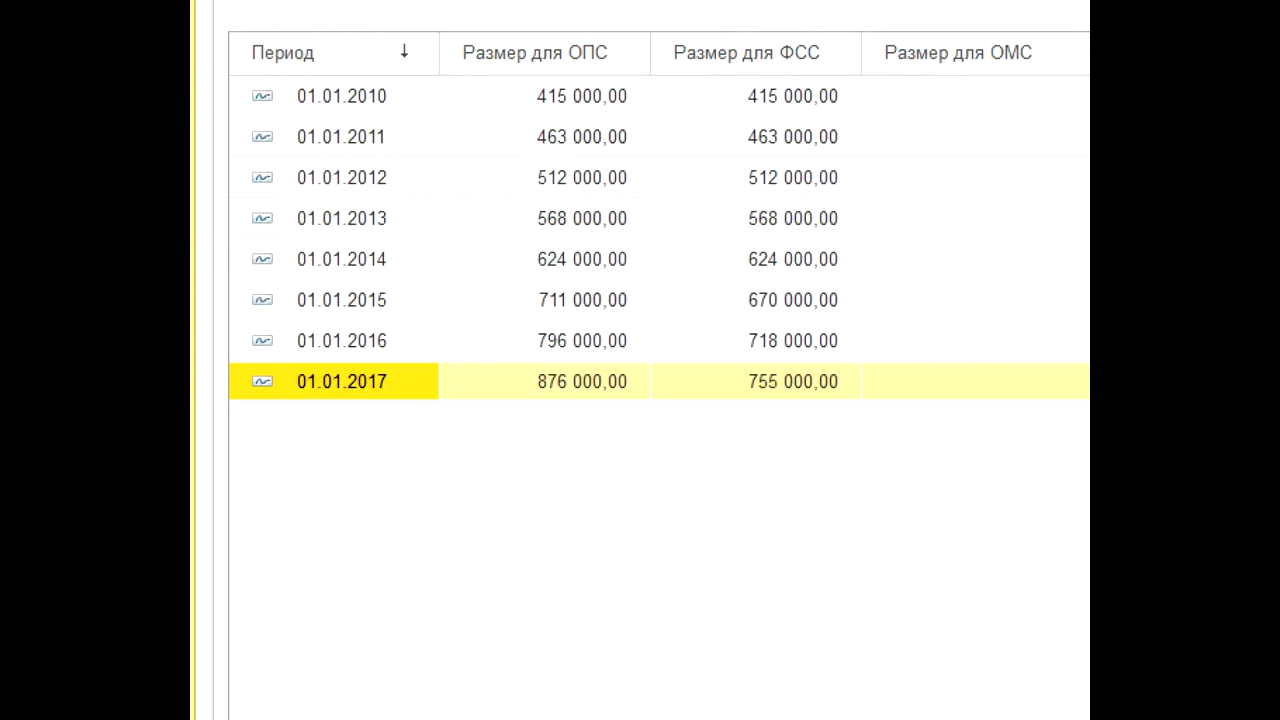 Период ↓ Размер для ОПС Размер для ФСС Размер для ОМС
01.01.2010 415 000,00 415 000,00
01.01.2011 463 000,00 463 000,00
01.01.2012 512 000,00 512 000,00
01.01.2013 568 000,00 568 000,00
01.01.2014 624 000,00 624 000,00
01.01.2015 711 000,00 670 000,00
01.01.2016 796 000,00 718 000,00
01.01.2017 876 000,00 755 000,00